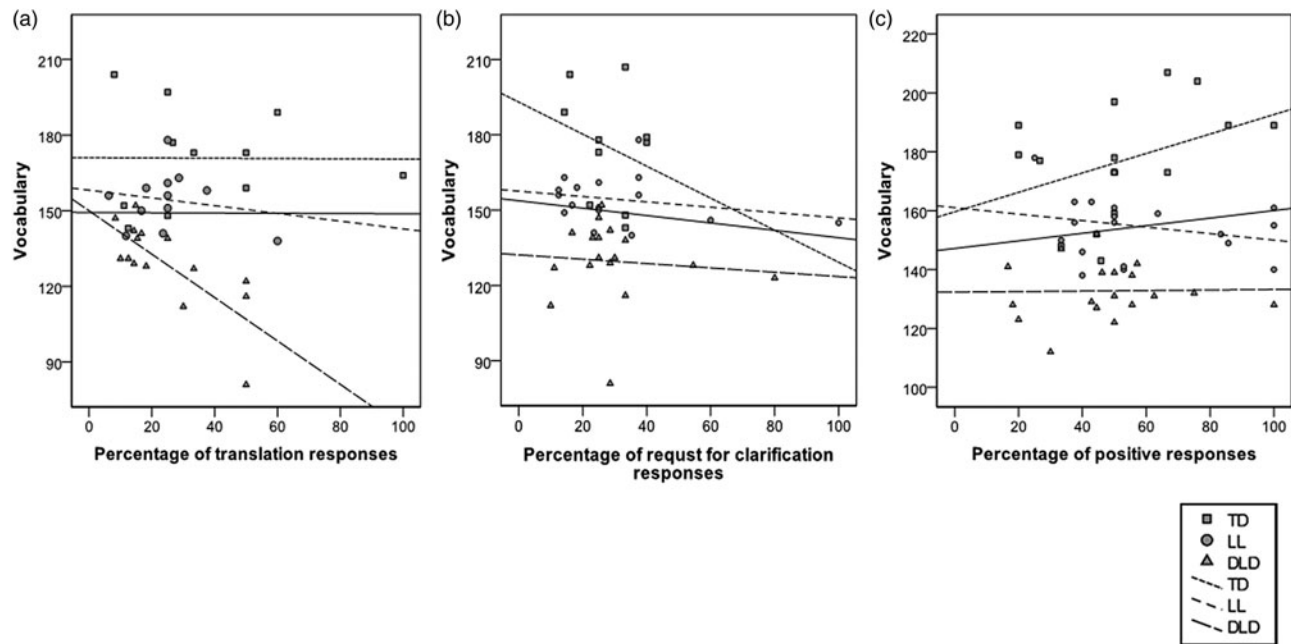 (a)
(b)
(c)
210
180
150
120
90
Vocabulary
0 20 40 60 80 100
Percentage of translation responses
210
180
150
120
90
Vocabulary
0 20 40 60 80 100
Percentage of requst for clarification
responses
220
200
180
160
140
120
100
Vocabulary
0 20 40 60 80 100
Percentage of positive responses
TD
LL
DLD
TD
LL
DLD